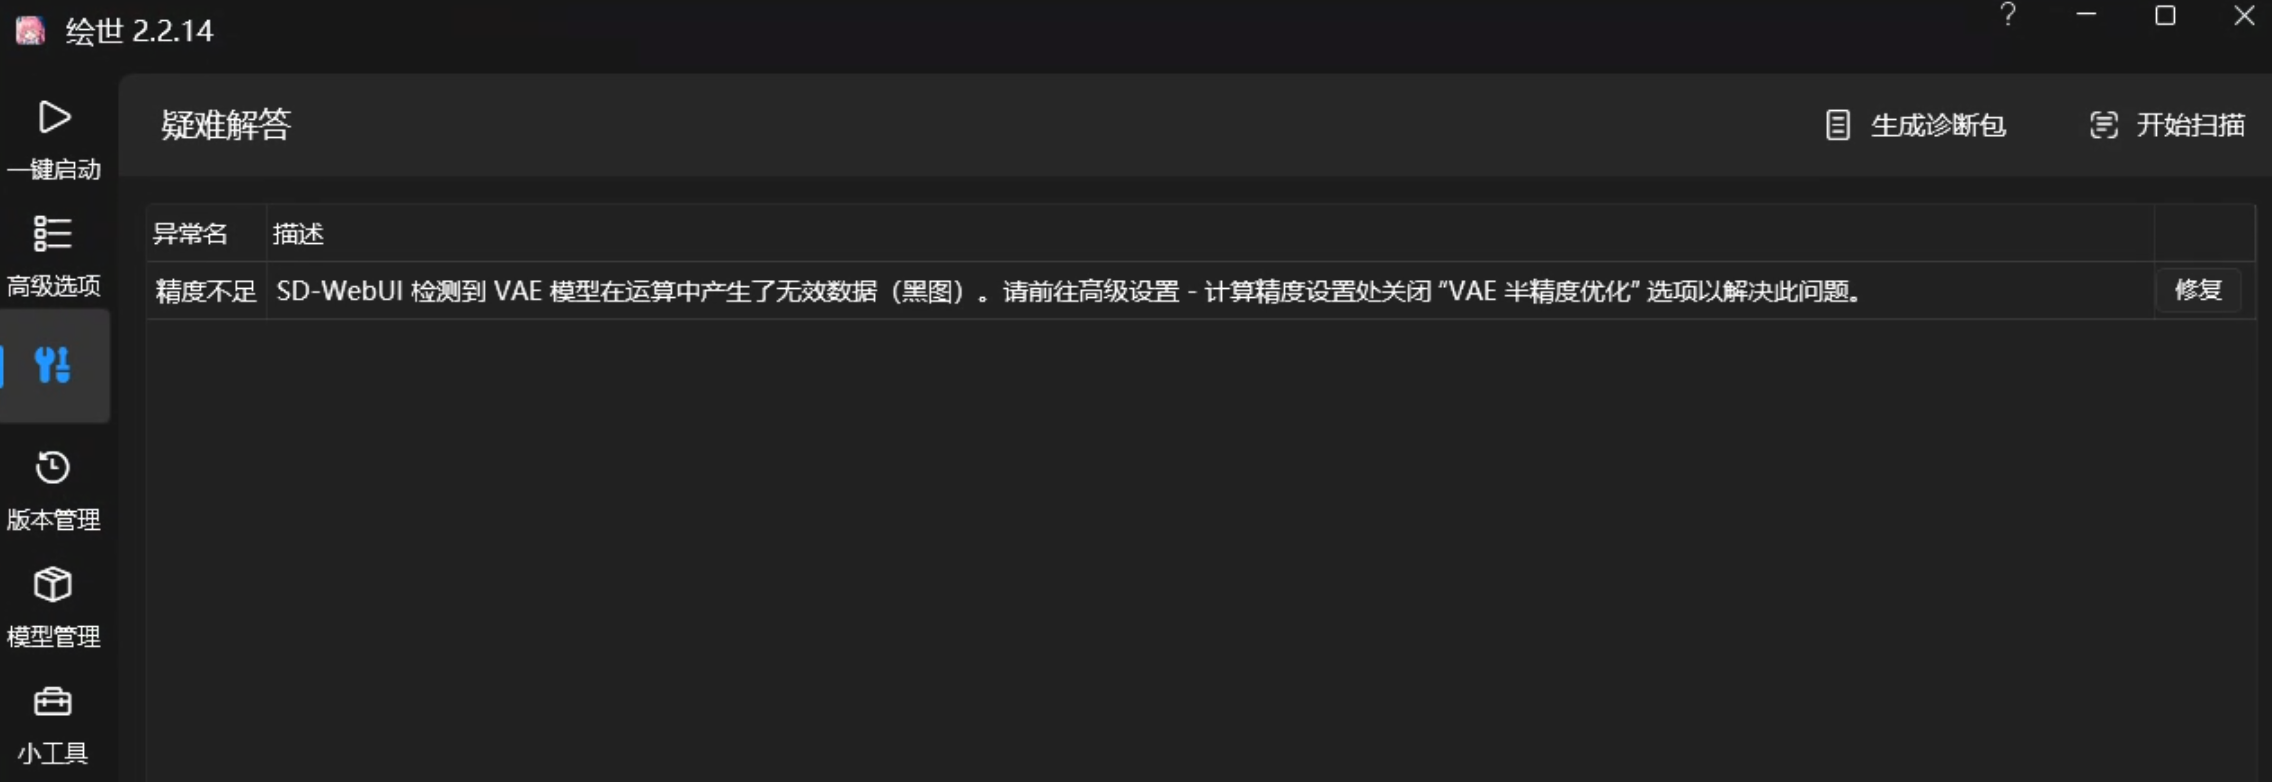 绘世 2.2.14
一键启动
高级选项
版本管理
模型管理
小工具
疑难解答
生成诊断包
开始扫描
异常名 描述
精度不足 SD-WebUI 检测到 VAE 模型在运算中产生了无效数据（黑图）。请前往高级设置 - 计算精度设置处关闭 “VAE 半精度优化” 选项以解决此问题。 修复